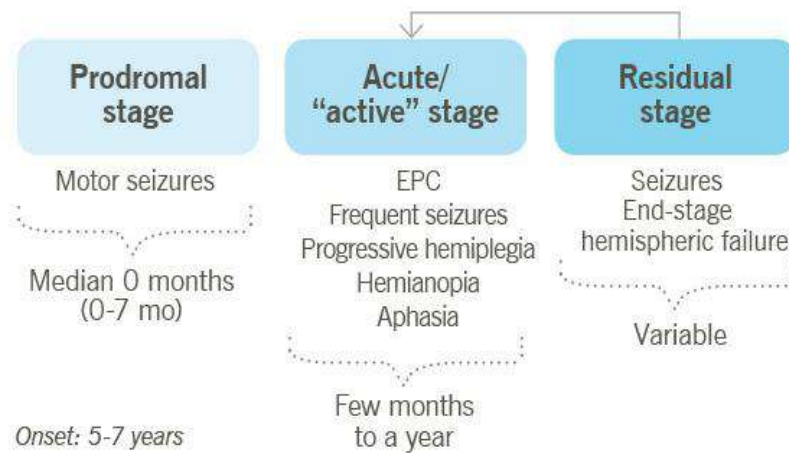 Prodromal
stage
Motor seizures
Median 0 months
(0-7 mo)
Acute/
“active” stage
EPC
Frequent seizures
Progressive hemiplegia
Hemianopia
Aphasia
Few months
to a year
Residual
stage
Seizures
End-stage
hemispheric failure
Variable
Onset: 5-7 years